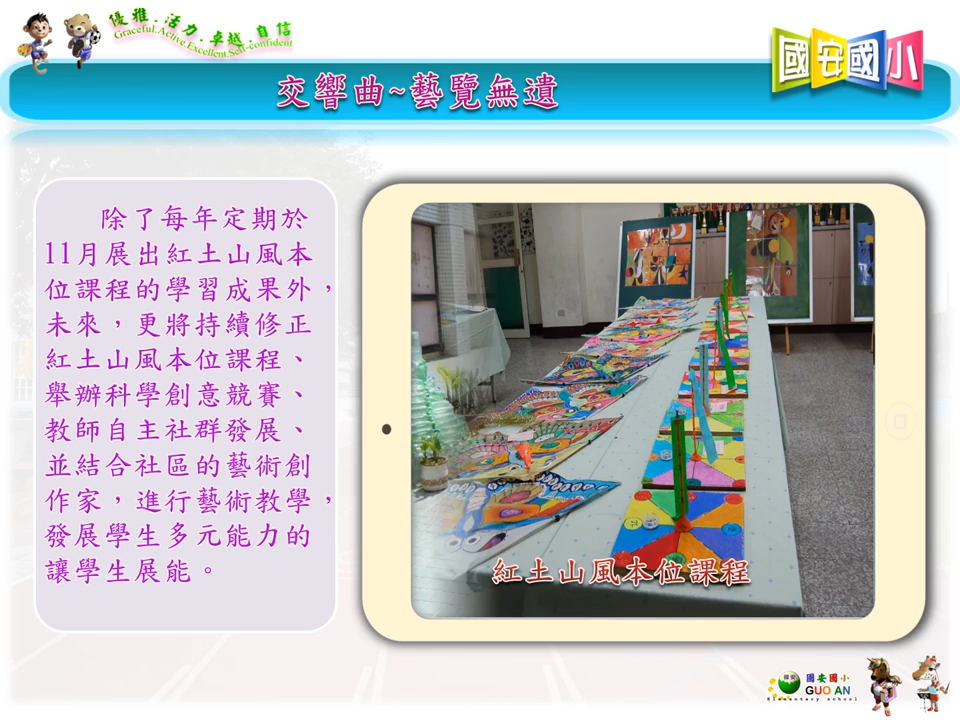 優雅．活力．卓越．自信
Graceful.Active.Excellent.Self-confident
國安國小
交響曲~藝覽無遺
除了每年定期於
11月展出紅土山風本
位課程的學習成果外，
未來，更將持續修正
紅土山風本位課程、
舉辦科學創意競賽、
教師自主社群發展、
並結合社區的藝術創
作家，進行藝術教學，
發展學生多元能力的
讓學生展能。
紅土山風本位課程
國安國小
GUO AN
Elementary school